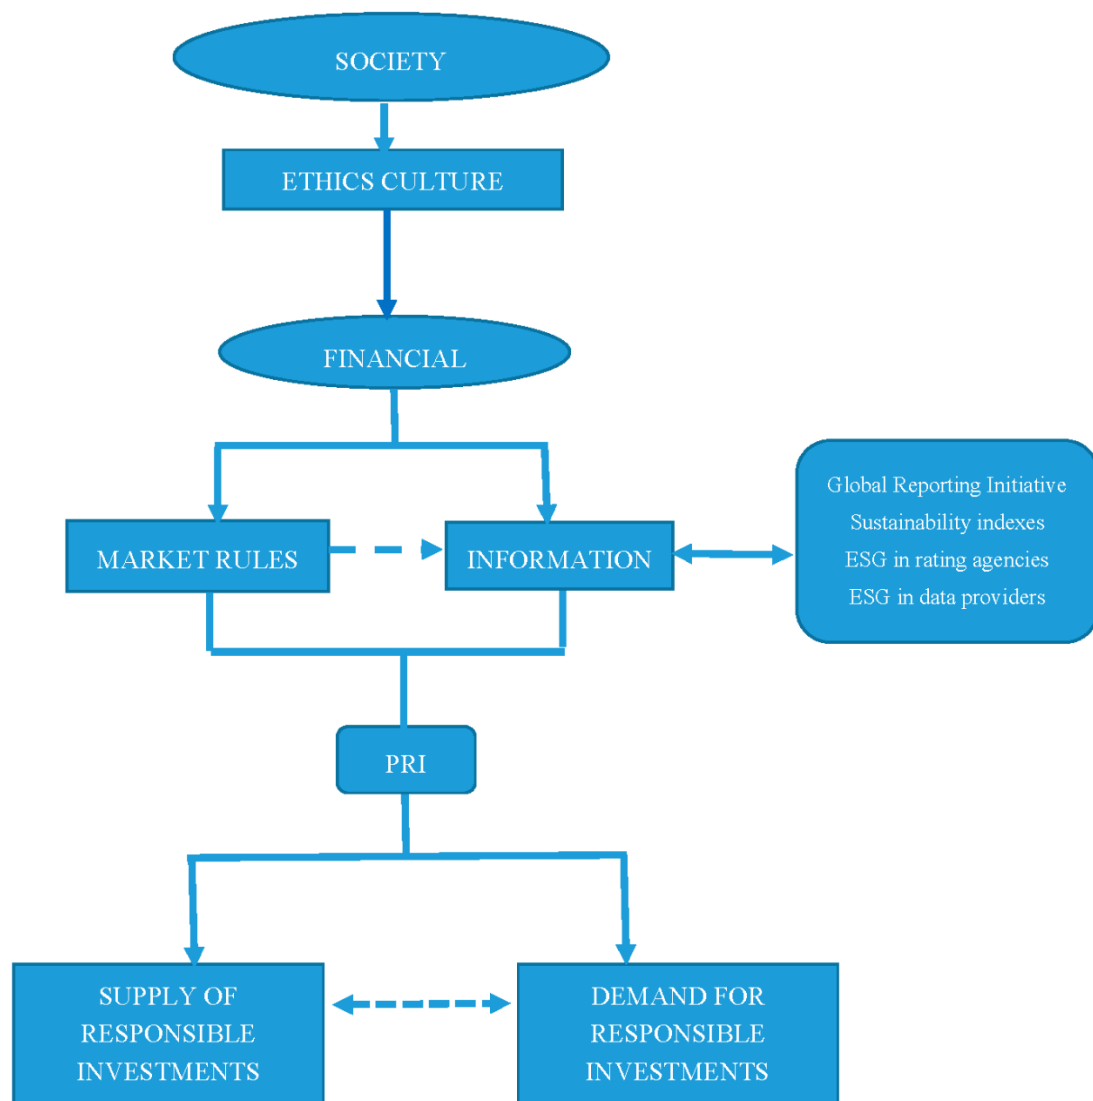 SOCIETY
ETHICS CULTURE
FINANCIAL
MARKET RULES
INFORMATION
Global Reporting Initiative
Sustainability indexes
ESG in rating agencies
ESG in data providers
PRI
SUPPLY OF
RESPONSIBLE
INVESTMENTS
DEMAND FOR
RESPONSIBLE
INVESTMENTS